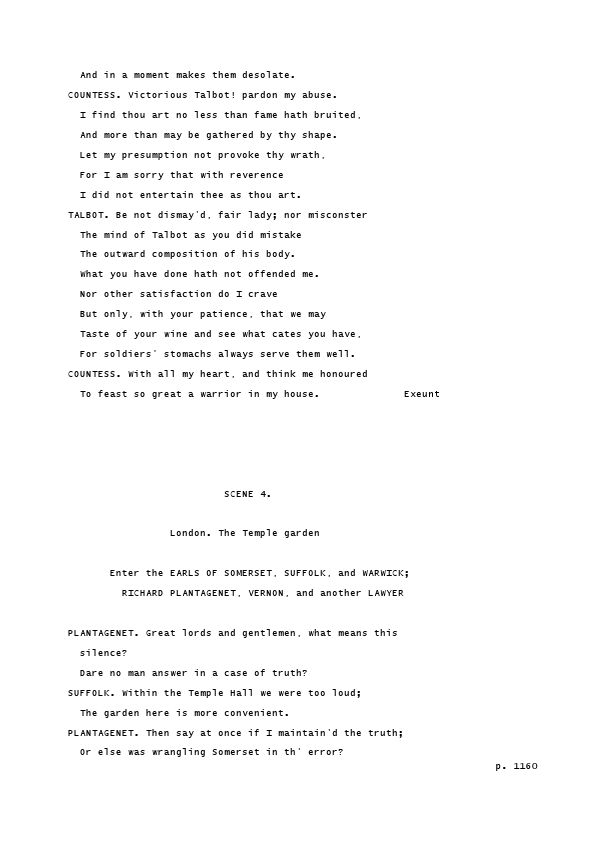 And in a moment makes them desolate.
COUNTESS. Victorious Talbot! pardon my abuse.
I find thou art no less than fame hath bruited,
And more than may be gathered by thy shape.
Let my presumption not provoke thy wrath,
For I am sorry that with reverence
I did not entertain thee as thou art.
TALBOT. Be not dismay'd, fair lady; nor misconster
The mind of Talbot as you did mistake
The outward composition of his body.
What you have done hath not offended me.
Nor other satisfaction do I crave
But only, with your patience, that we may
Taste of your wine and see what cates you have,
For soldiers' stomachs always serve them well.
COUNTESS. With all my heart, and think me honoured
To feast so great a warrior in my house. Exeunt
SCENE 4.
London. The Temple garden
Enter the EARLS OF SOMERSET, SUFFOLK, and WARWICK;
RICHARD PLANTAGENET, VERNON, and another LAWYER
PLANTAGENET. Great lords and gentlemen, what means this
silence?
Dare no man answer in a case of truth?
SUFFOLK. Within the Temple Hall we were too loud;
The garden here is more convenient.
PLANTAGENET. Then say at once if I maintain'd the truth;
Or else was wrangling Somerset in th' error?
p. 1160